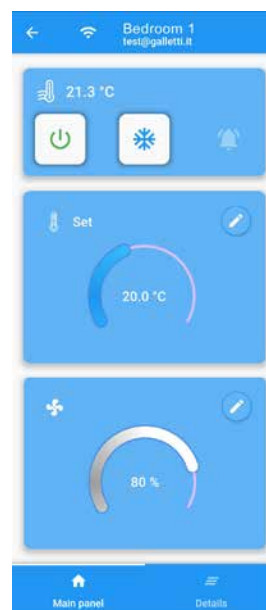 Bedroom 1
test@galletti.it
21.3 °C
Set
20.0 °C
80 %
Main panel
Details